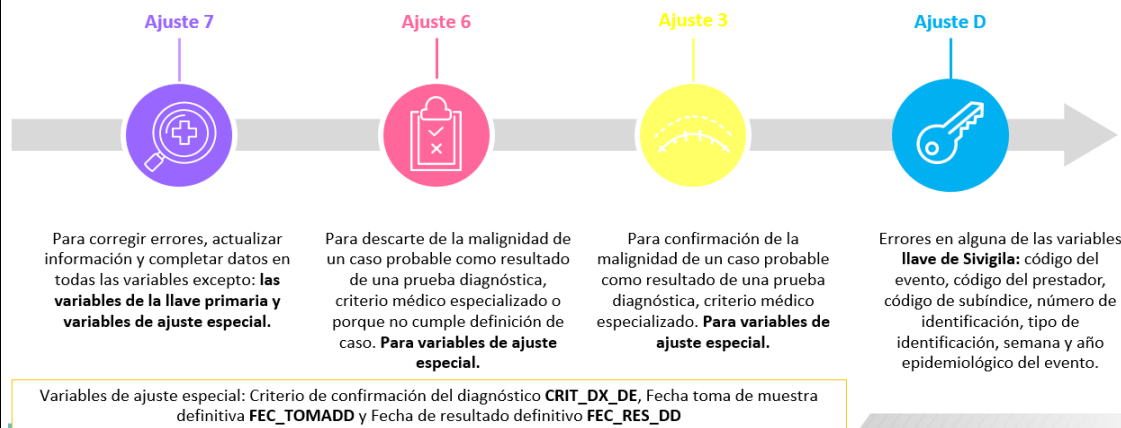 Ajuste 7
Ajuste 6
Ajuste 3
Ajuste D
Para corregir errores, actualizar
información y completar datos en
todas las variables excepto: las
variables de la llave primaria y
variables de ajuste especial.
Para descarte de la malignidad de
un caso probable como resultado
de una prueba diagnóstica,
criterio médico especializado o
porque no cumple definición de
caso. Para variables de ajuste
especial.
Para confirmación de la
malignidad de un caso probable
como resultado de una prueba
diagnóstica, criterio médico
especializado. Para variables de
ajuste especial.
Errores en alguna de las variables
llave de Sivigila: código del
evento, código del prestador,
código de subíndice, número de
identificación, tipo de
identificación, semana y año
epidemiológico del evento.
Variables de ajuste especial: Criterio de confirmación del diagnóstico CRIT_DX_DE, Fecha toma de muestra
definitiva FEC_TOMADD y Fecha de resultado definitivo FEC_RES_DD